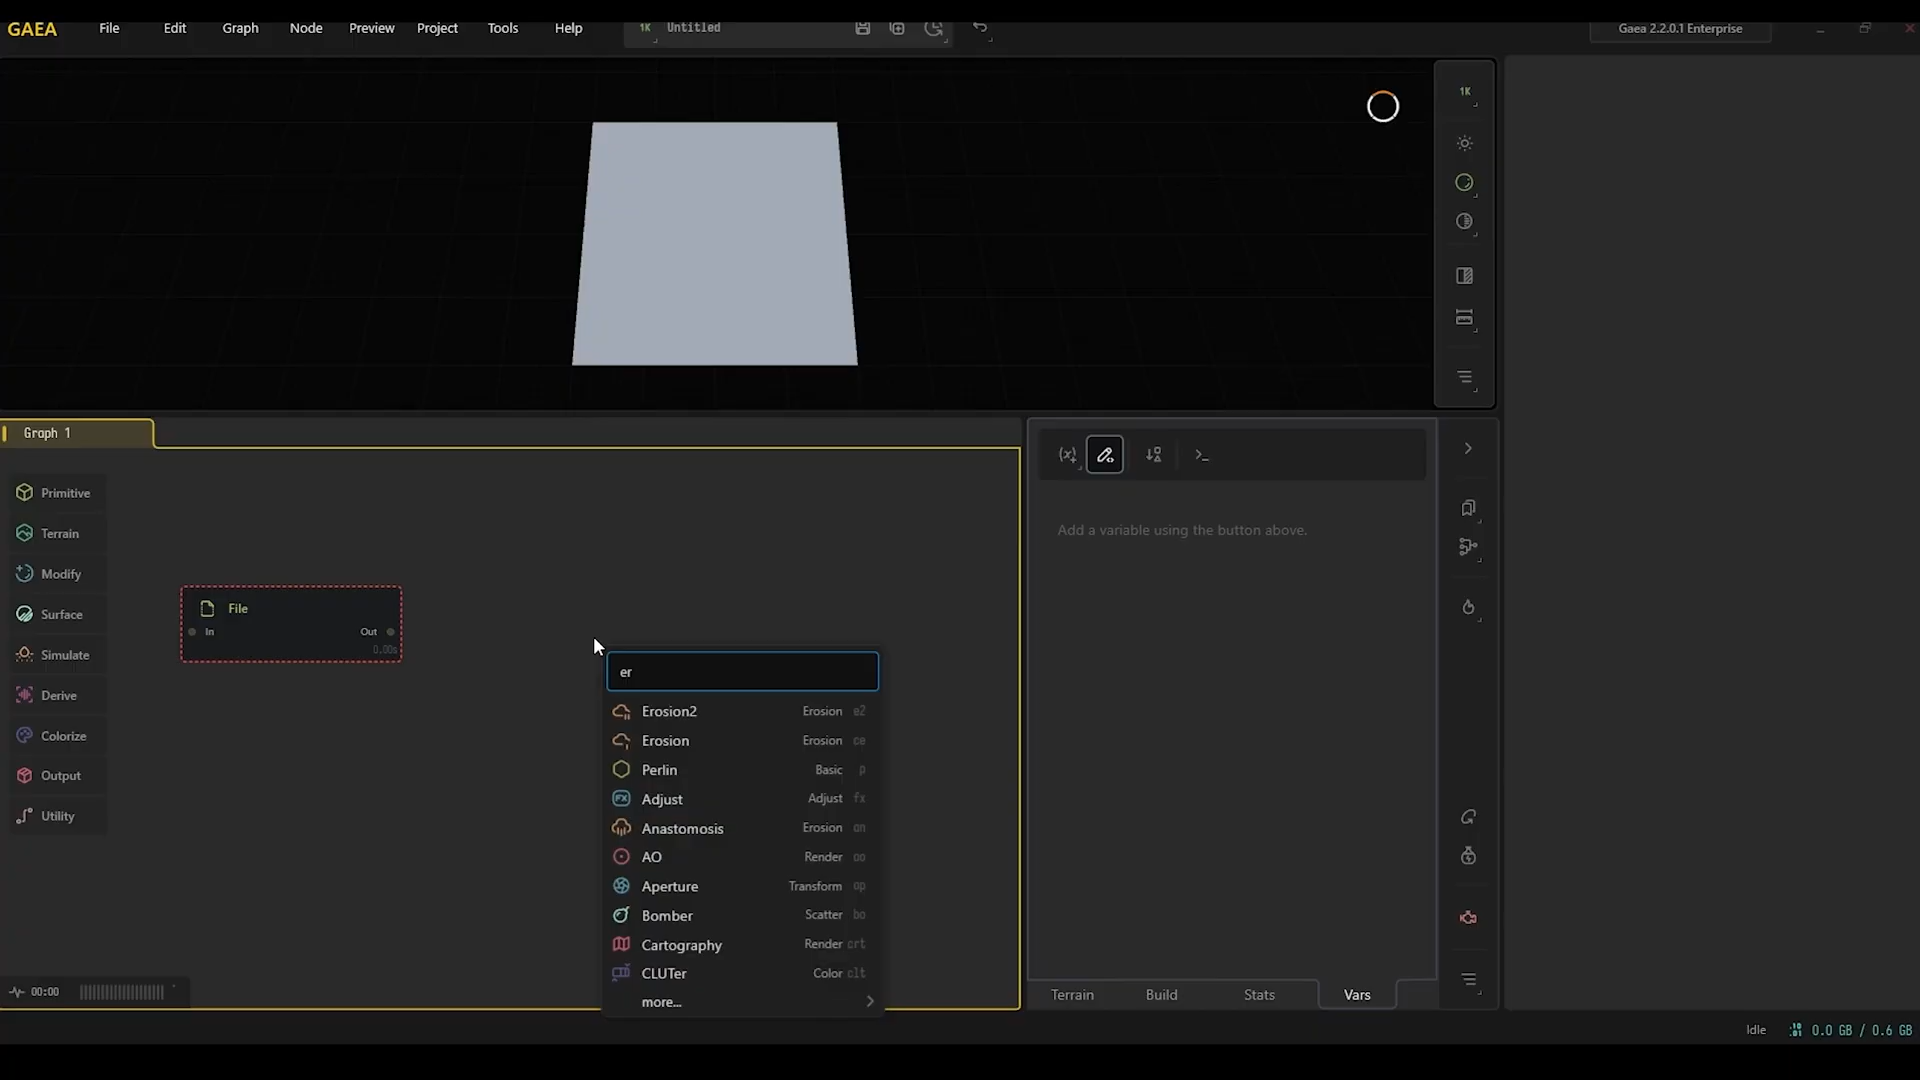 GAEA File Edit Graph Node Preview Project Tools Help 1K Untitled Gaea 2.2.0.1 Enterprise
1K
Graph 1
Primitive
Terrain
Modify
Surface
Simulate
Derive
Colorize
Output
Utility
File
In Out
0.00s
er
Erosion2 Erosion e2
Erosion Erosion ce
Perlin Basic p
Adjust Adjust fx
Anastomosis Erosion an
AO Render ao
Aperture Transform ap
Bomber Scatter bo
Cartography Render crt
CLUTer Color clt
more...
Add a variable using the button above.
00:00
Terrain Build Stats Vars
Idle 0.0 GB / 0.6 GB